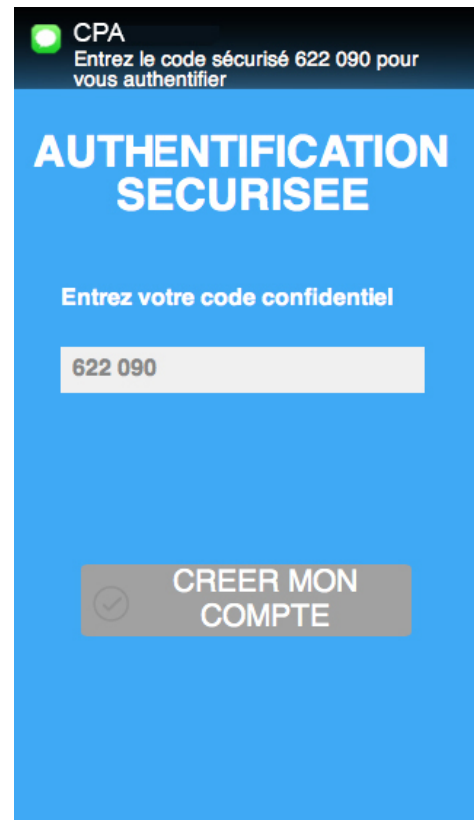 CPA
Entrez le code sécurisé 622 090 pour
vous authentifier
AUTHENTIFICATION
SECURISEE
Entrez votre code confidentiel
622 090
CREER MON
COMPTE